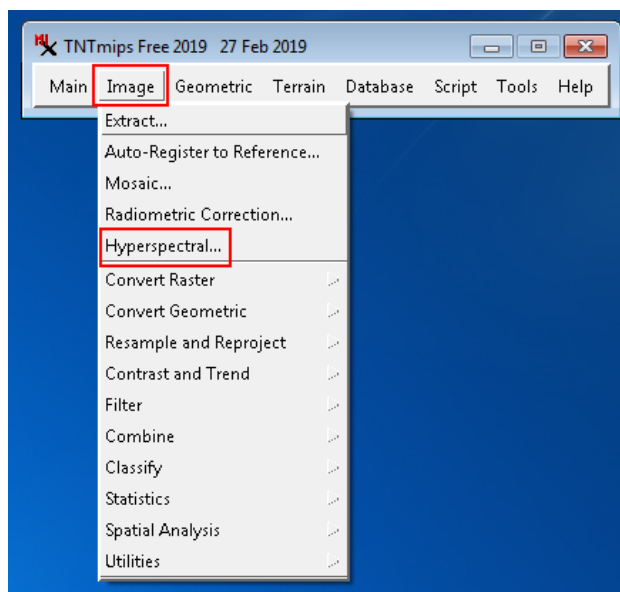 TNTmips Free 2019 27 Feb 2019
Main Image Geometric Terrain Database Script Tools Help
Extract...
Auto-Register to Reference...
Mosaic...
Radiometric Correction...
Hyperspectral...
Convert Raster
Convert Geometric
Resample and Reproject
Contrast and Trend
Filter
Combine
Classify
Statistics
Spatial Analysis
Utilities